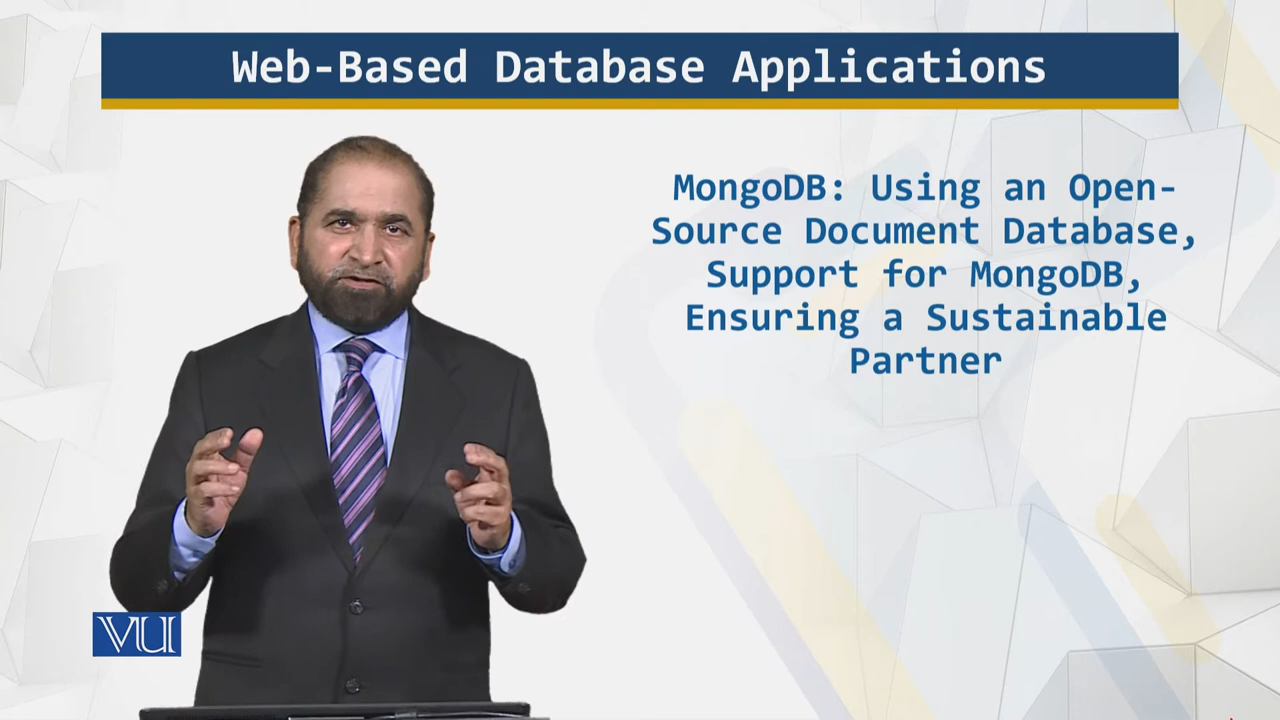 Web-Based Database Applications
MongoDB: Using an Open-
Source Document Database,
Support for MongoDB,
Ensuring a Sustainable
Partner
VU